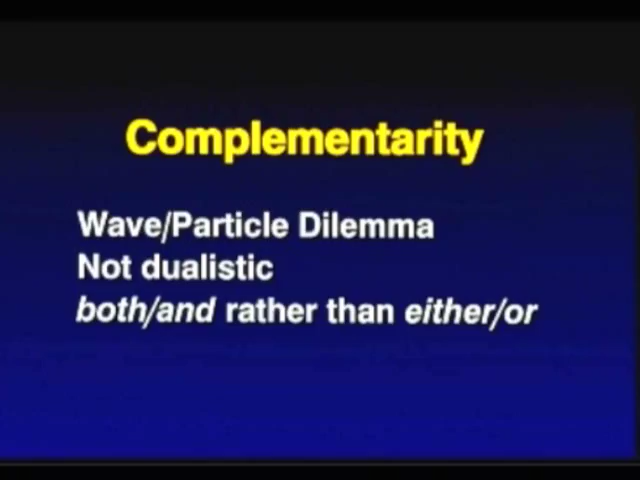 Complementarity
Wave/Particle Dilemma
Not dualistic
both/and rather than either/or